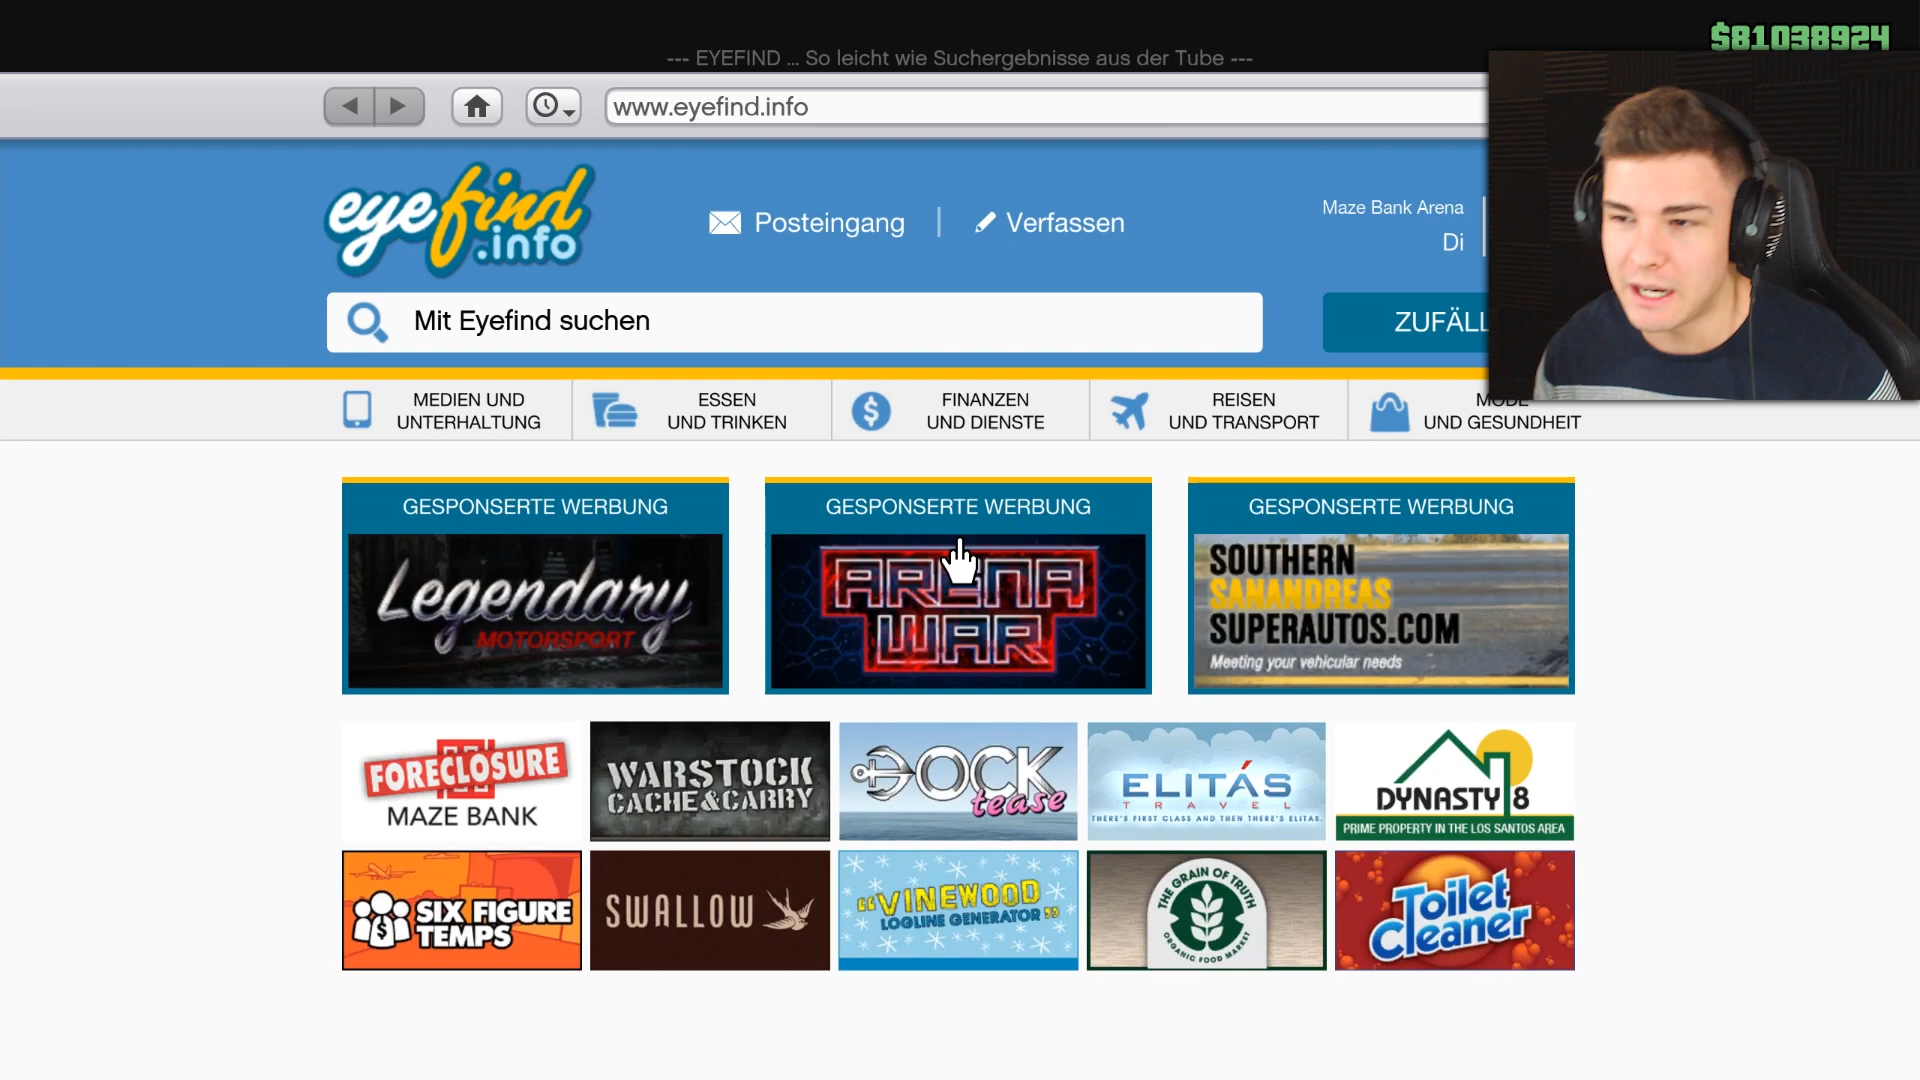 $81038924
--- EYEFIND ... So leicht wie Suchergebnisse aus der Tube ---
www.eyefind.info
eyefind
.info
Posteingang
Verfassen
Maze Bank Arena
Di
Mit Eyefind suchen
ZUFÄLL
MEDIEN UND
UNTERHALTUNG
ESSEN
UND TRINKEN
FINANZEN
UND DIENSTE
REISEN
UND TRANSPORT
MODE
UND GESUNDHEIT
GESPONSERTE WERBUNG
Legendary
MOTORSPORT
GESPONSERTE WERBUNG
ARENA
WAR
GESPONSERTE WERBUNG
SOUTHERN
SANANDREAS
SUPERAUTOS.COM
Meeting your vehicular needs
FORECLOSURE
MAZE BANK
WARSTOCK
CACHE&CARRY
DOCK
tease
ELITÁS
TRAVEL
THERE'S FIRST CLASS AND THEN THERE'S ELITAS.
DYNASTY 8
PRIME PROPERTY IN THE LOS SANTOS AREA
SIX FIGURE
TEMPS
SWALLOW
"VINEWOOD
LOGLINE GENERATOR"
THE GRAIN OF TRUTH
ORGANIC FOOD MARKET
Toilet
Cleaner